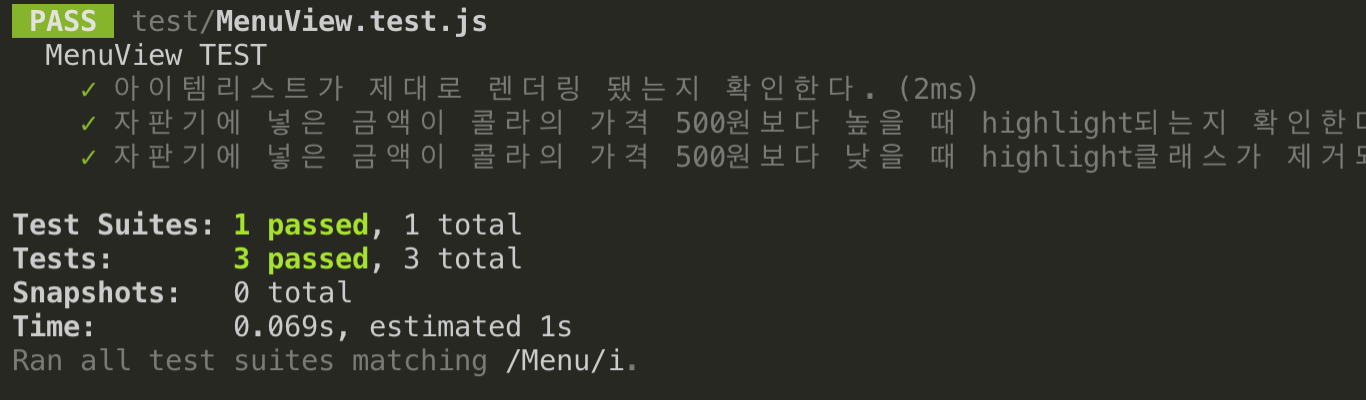 PASS test/MenuView.test.js
MenuView TEST
✓ 아이템리스트가 제대로 렌더링 됐는지 확인한다. (2ms)
✓ 자판기에 넣은 금액이 콜라의 가격 500원보다 높을 때 highlight되는지 확인한다
✓ 자판기에 넣은 금액이 콜라의 가격 500원보다 낮을 때 highlight클래스가
Test Suites: 1 passed, 1 total
Tests: 3 passed, 3 total
Snapshots: 0 total
Time: 0.069s, estimated 1s
Ran all test suites matching /Menu/i.